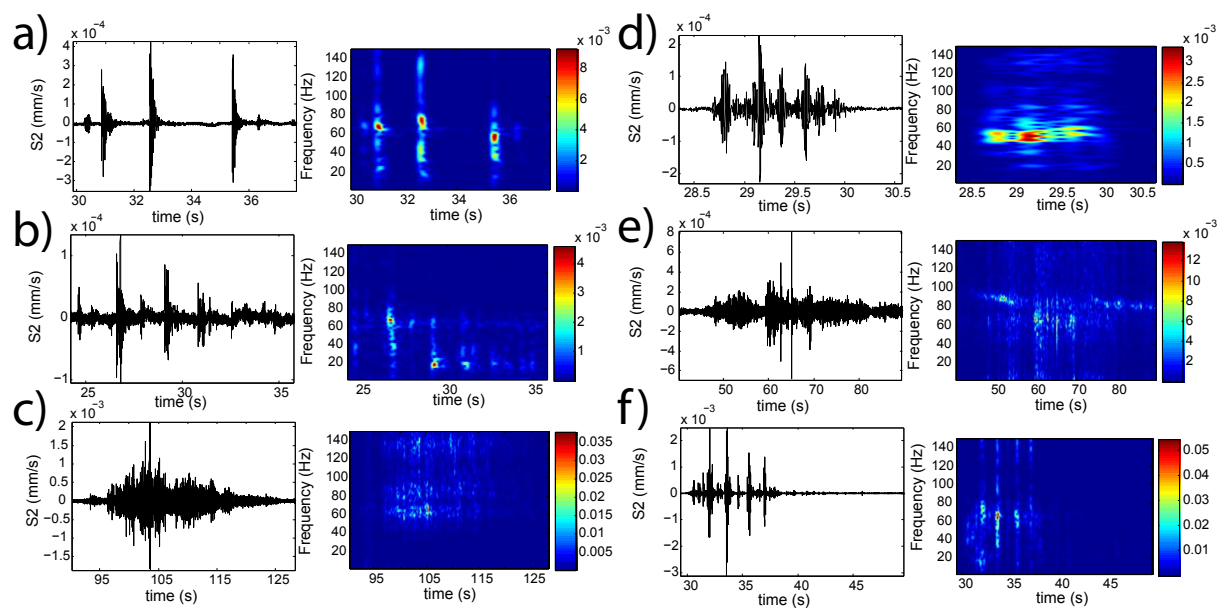 a)
x 10⁻⁴
4
3
2
1
0
−1
−2
−3
S2 (mm/s)
30 32 34 36
time (s)
140
120
100
80
60
40
20
Frequency (Hz)
30 32 34 36
time (s)
x 10⁻³
8
6
4
2
b)
x 10⁻⁴
1
0
−1
S2 (mm/s)
25 30 35
time (s)
140
120
100
80
60
40
20
Frequency (Hz)
25 30 35
time (s)
x 10⁻³
4
3
2
1
c)
x 10⁻³
2
1.5
1
0.5
0
−0.5
−1
−1.5
S2 (mm/s)
95 105 115 125
time (s)
140
120
100
80
60
40
20
Frequency (Hz)
95 105 115 125
time (s)
0.035
0.03
0.025
0.02
0.015
0.01
0.005
d)
x 10⁻⁴
2
1
0
−1
−2
S2 (mm/s)
28.5 29 29.5 30 30.5
time (s)
140
120
100
80
60
40
20
Frequency (Hz)
28.5 29 29.5 30 30.5
time (s)
x 10⁻³
3
2.5
2
1.5
1
0.5
e)
x 10⁻⁴
8
6
4
2
0
−2
−4
−6
S2 (mm/s)
50 60 70 80
time (s)
140
120
100
80
60
40
20
Frequency (Hz)
50 60 70 80
time (s)
x 10⁻³
12
10
8
6
4
2
f)
x 10⁻³
2
1
0
−1
−2
−3
S2 (mm/s)
30 35 40 45
time (s)
140
120
100
80
60
40
20
0
Frequency (Hz)
30 35 40 45
time (s)
0.05
0.04
0.03
0.02
0.01